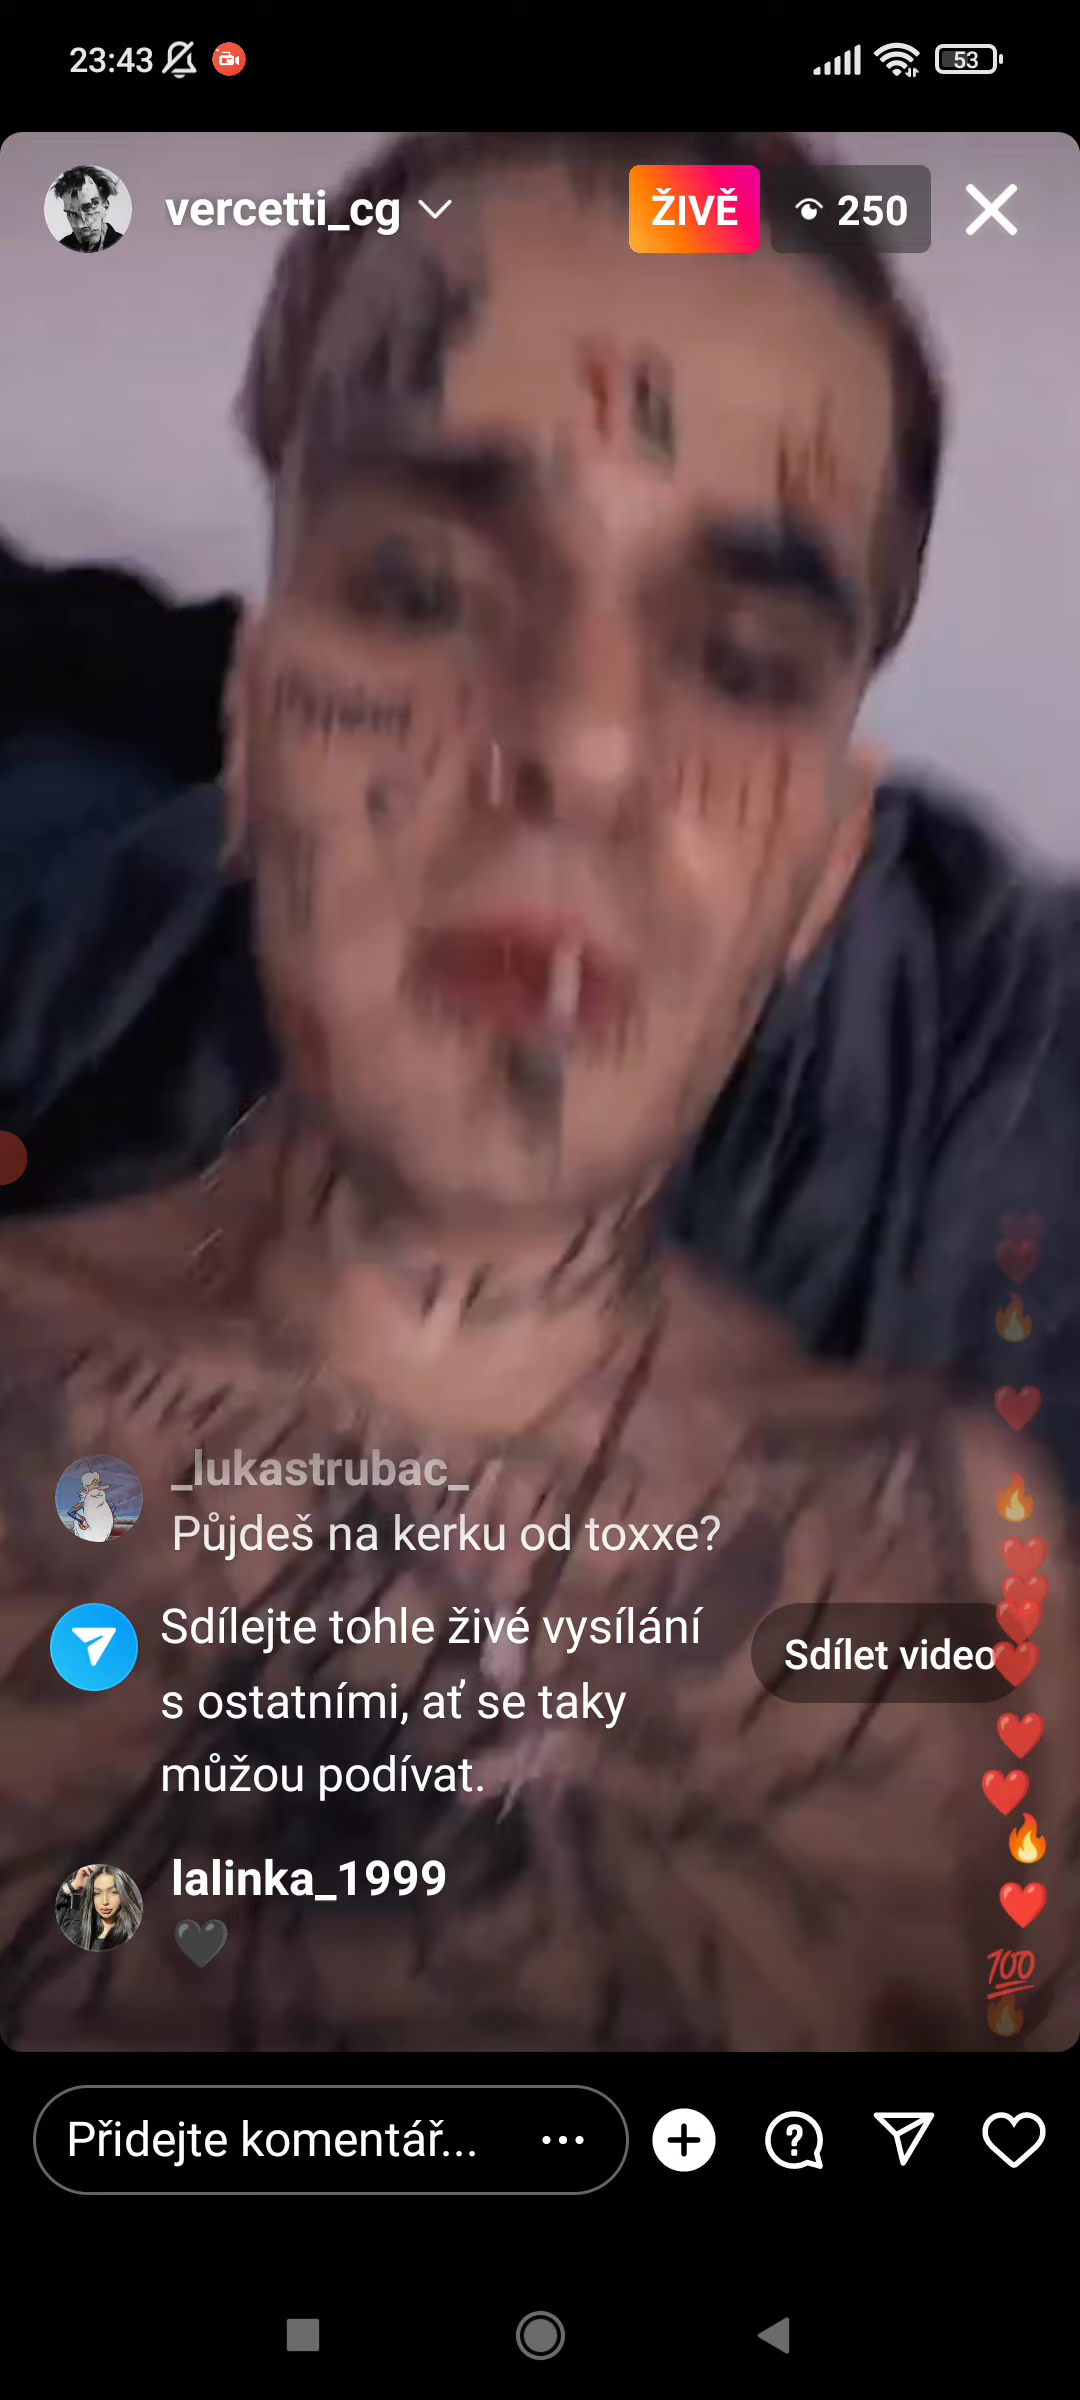 23:43
53
vercetti_cg
ŽIVĚ
250
_lukastrubac_
Půjdeš na kerku od toxxe?
Sdílejte tohle živé vysílání
s ostatními, ať se taky
můžou podívat.
Sdílet video
lalinka_1999
🖤
💯
Přidejte komentář...